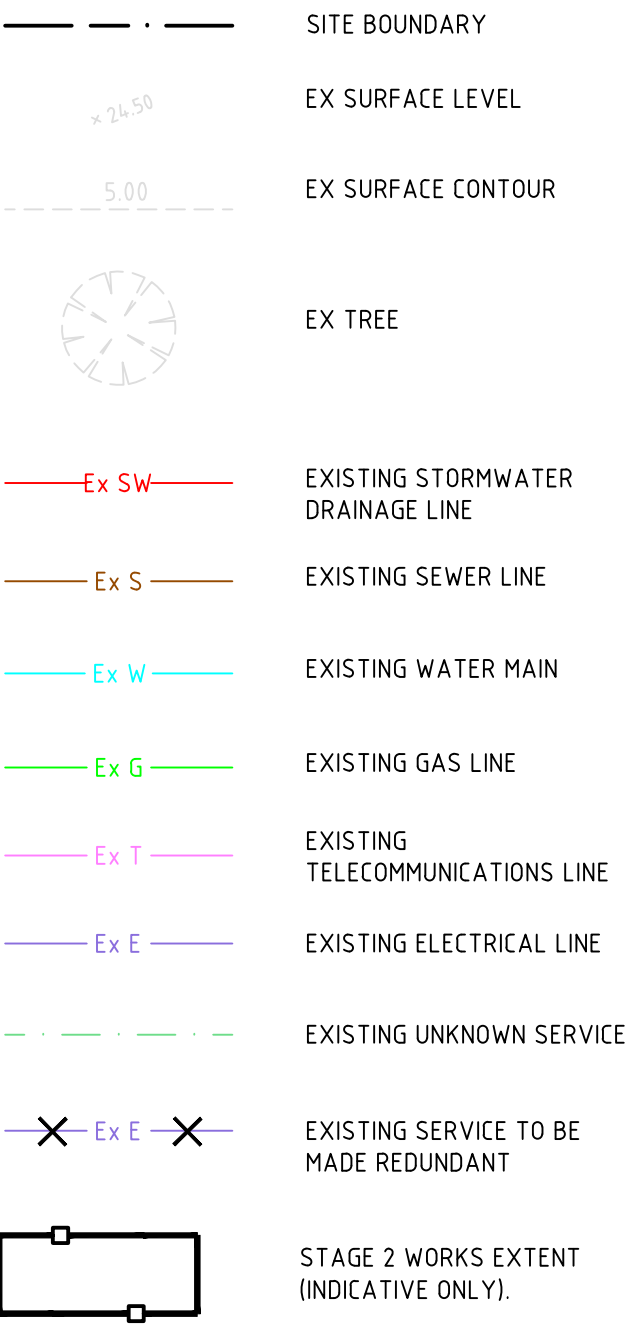 SITE BOUNDARY
× 24.50
EX SURFACE LEVEL
5.00
EX SURFACE CONTOUR
EX TREE
Ex SW
EXISTING STORMWATER
DRAINAGE LINE
Ex S
EXISTING SEWER LINE
Ex W
EXISTING WATER MAIN
Ex G
EXISTING GAS LINE
Ex T
EXISTING
TELECOMMUNICATIONS LINE
Ex E
EXISTING ELECTRICAL LINE
EXISTING UNKNOWN SERVICE
Ex E
EXISTING SERVICE TO BE
MADE REDUNDANT
STAGE 2 WORKS EXTENT
(INDICATIVE ONLY).